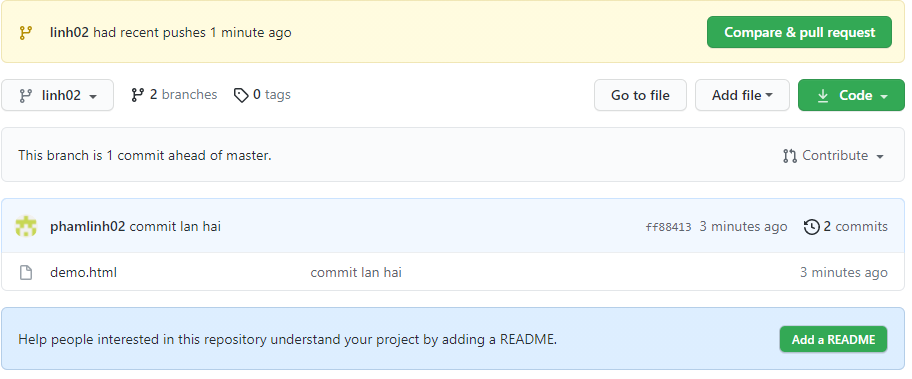 linh02 had recent pushes 1 minute ago
Compare & pull request
linh02
2 branches
0 tags
Go to file
Add file
Code
This branch is 1 commit ahead of master.
Contribute
phamlinh02 commit lan hai
ff88413 3 minutes ago
2 commits
demo.html
commit lan hai
3 minutes ago
Help people interested in this repository understand your project by adding a README.
Add a README